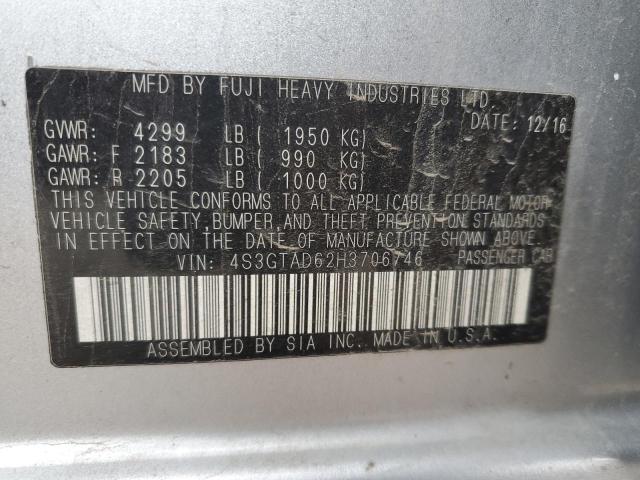 MFD BY FUJI HEAVY INDUSTRIES LTD.
DATE: 12/16
GVWR: 4299 LB ( 1950 KG)
GAWR: F 2183 LB ( 990 KG)
GAWR: R 2205 LB ( 1000 KG)
THIS VEHICLE CONFORMS TO ALL APPLICABLE FEDERAL MOTOR
VEHICLE SAFETY,BUMPER,AND THEFT PREVENTION STANDARDS
IN EFFECT ON THE DATE OF MANUFACTURE SHOWN ABOVE.
VIN: 4S3GTAD62H3706746 PASSENGER CAR
ASSEMBLED BY SIA INC. MADE IN U.S.A.